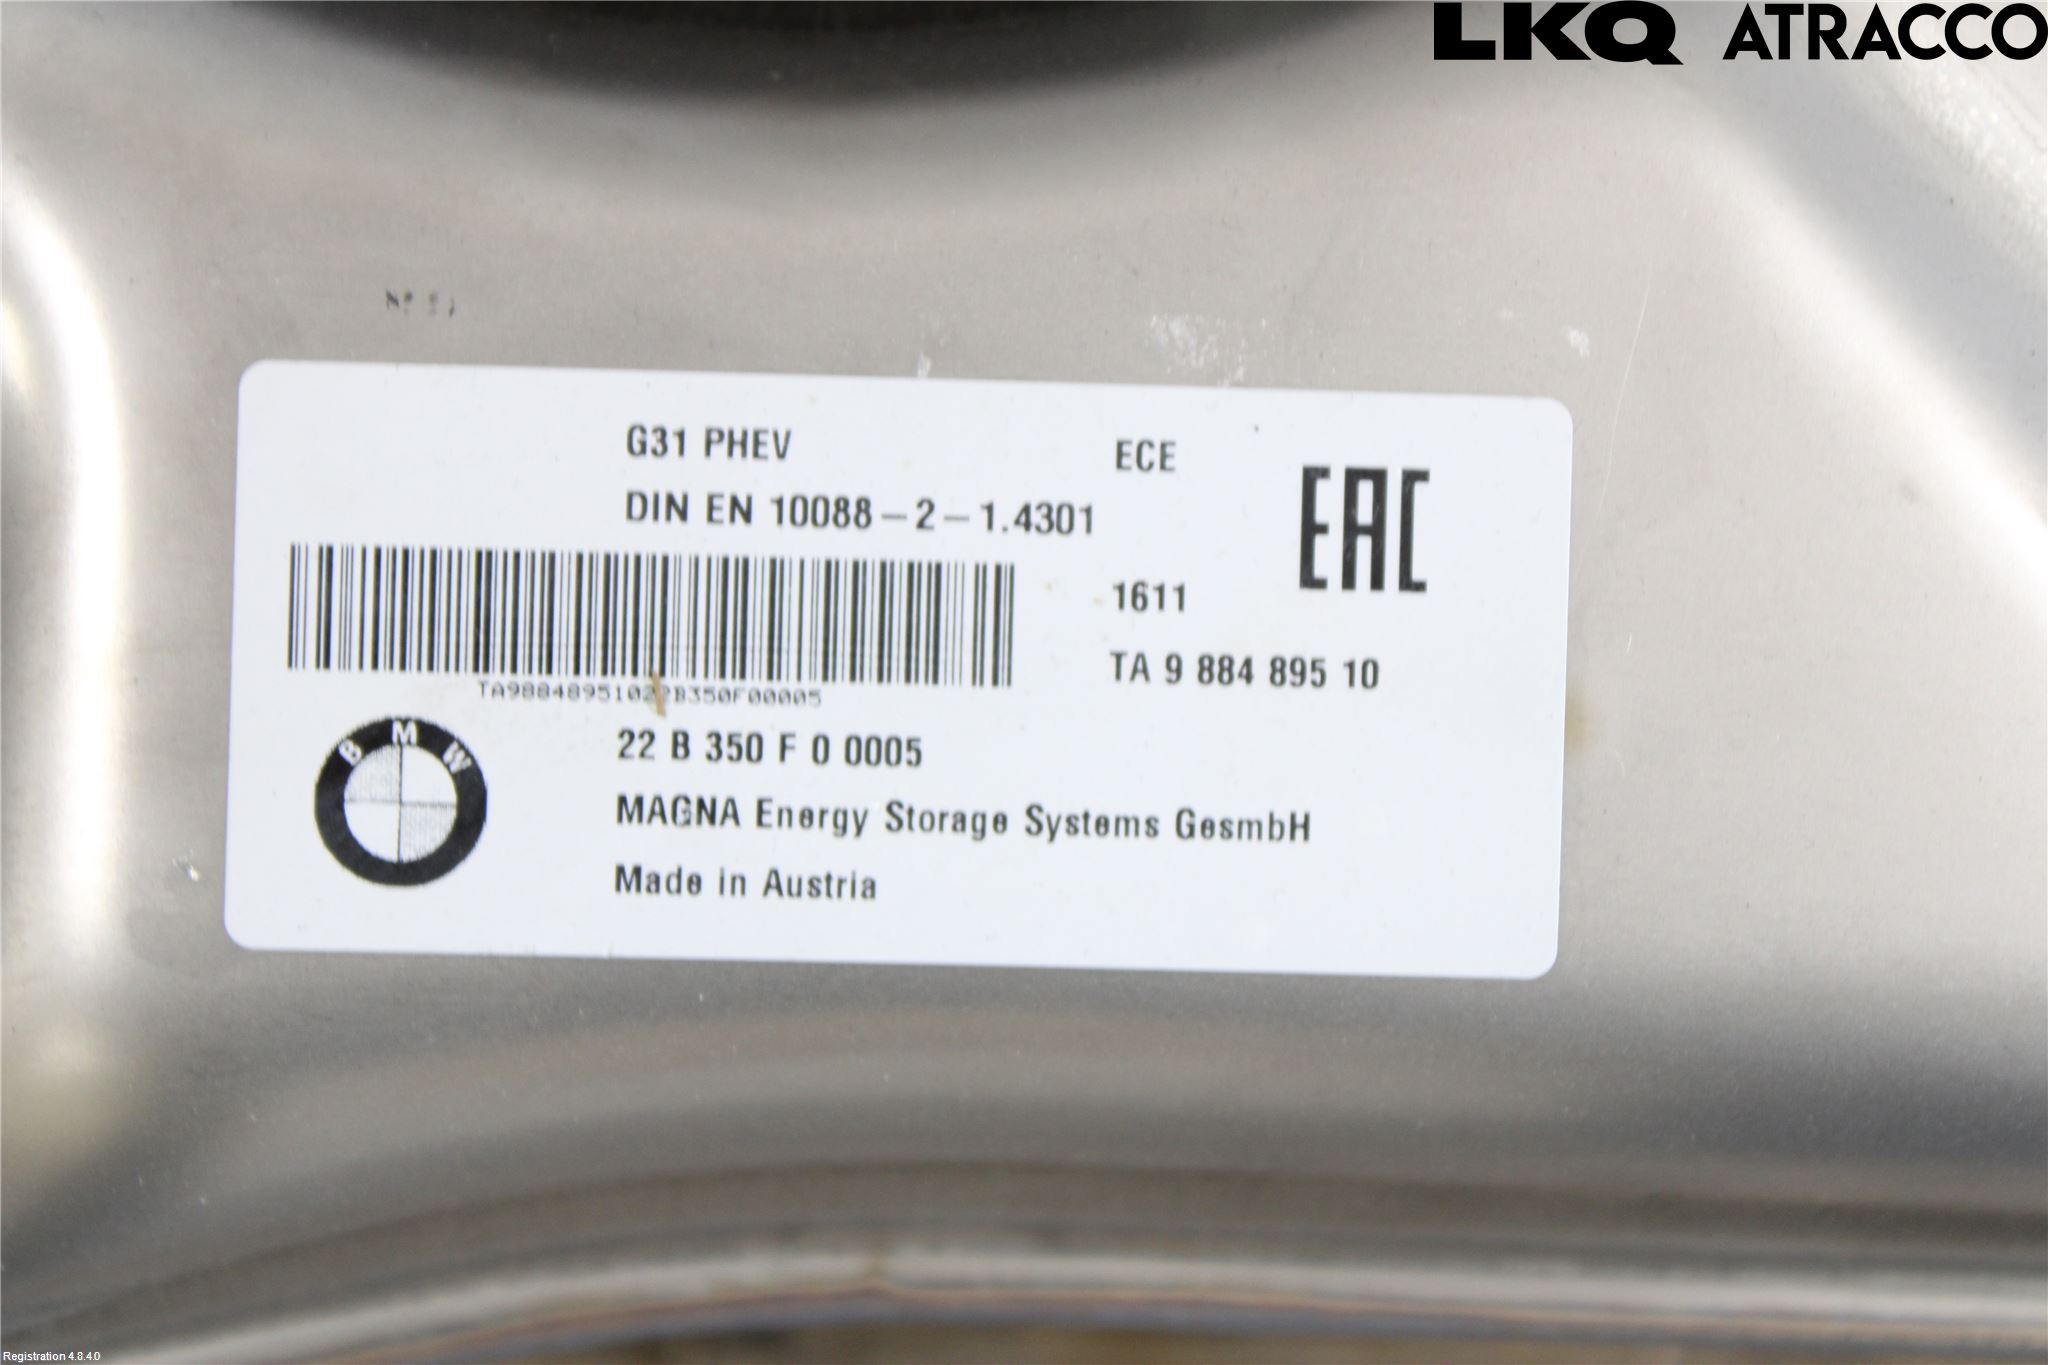 LKQ ATRACCO
G31 PHEV
ECE
DIN EN 10088-2-1.4301
EAC
1611
TA 9 884 895 10
TA98848951022B350F00005
BMW
22 B 350 F 0 0005
MAGNA Energy Storage Systems GesmbH
Made in Austria
Registration 4.8.4.0